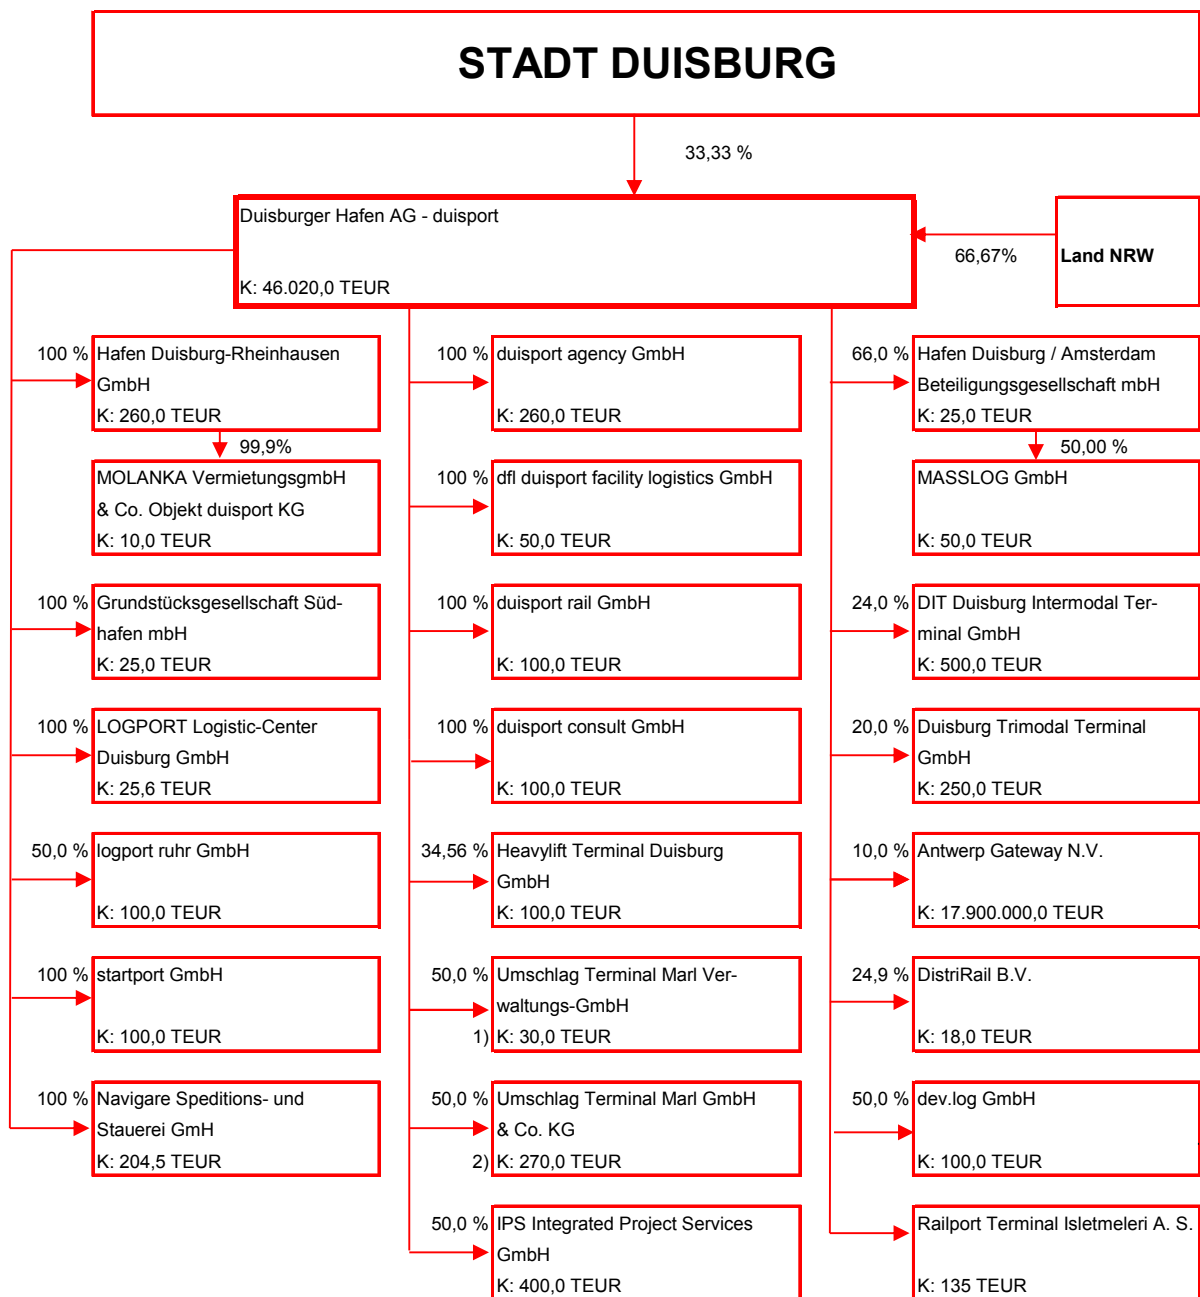 STADT DUISBURG
33,33 %
Duisburger Hafen AG - duisport
K: 46.020,0 TEUR
66,67%
Land NRW
100 %
Hafen Duisburg-Rheinhausen
GmbH
K: 260,0 TEUR
99,9%
MOLANKA VermietungsgmbH
& Co. Objekt duisport KG
K: 10,0 TEUR
100 %
Grundstücksgesellschaft Süd-
hafen mbH
K: 25,0 TEUR
100 %
LOGPORT Logistic-Center
Duisburg GmbH
K: 25,6 TEUR
50,0 %
logport ruhr GmbH
K: 100,0 TEUR
100 %
startport GmbH
K: 100,0 TEUR
100 %
Navigare Speditions- und
Stauerei GmH
K: 204,5 TEUR
100 %
duisport agency GmbH
K: 260,0 TEUR
100 %
dfl duisport facility logistics GmbH
K: 50,0 TEUR
100 %
duisport rail GmbH
K: 100,0 TEUR
100 %
duisport consult GmbH
K: 100,0 TEUR
34,56 %
Heavylift Terminal Duisburg
GmbH
K: 100,0 TEUR
50,0 %
Umschlag Terminal Marl Ver-
waltungs-GmbH
1) K: 30,0 TEUR
50,0 %
Umschlag Terminal Marl GmbH
& Co. KG
2) K: 270,0 TEUR
50,0 %
IPS Integrated Project Services
GmbH
K: 400,0 TEUR
66,0 %
Hafen Duisburg / Amsterdam
Beteiligungsgesellschaft mbH
K: 25,0 TEUR
50,00 %
MASSLOG GmbH
K: 50,0 TEUR
24,0 %
DIT Duisburg Intermodal Ter-
minal GmbH
K: 500,0 TEUR
20,0 %
Duisburg Trimodal Terminal
GmbH
K: 250,0 TEUR
10,0 %
Antwerp Gateway N.V.
K: 17.900.000,0 TEUR
24,9 %
DistriRail B.V.
K: 18,0 TEUR
50,0 %
dev.log GmbH
K: 100,0 TEUR
Railport Terminal Isletmeleri A. S.
K: 135 TEUR